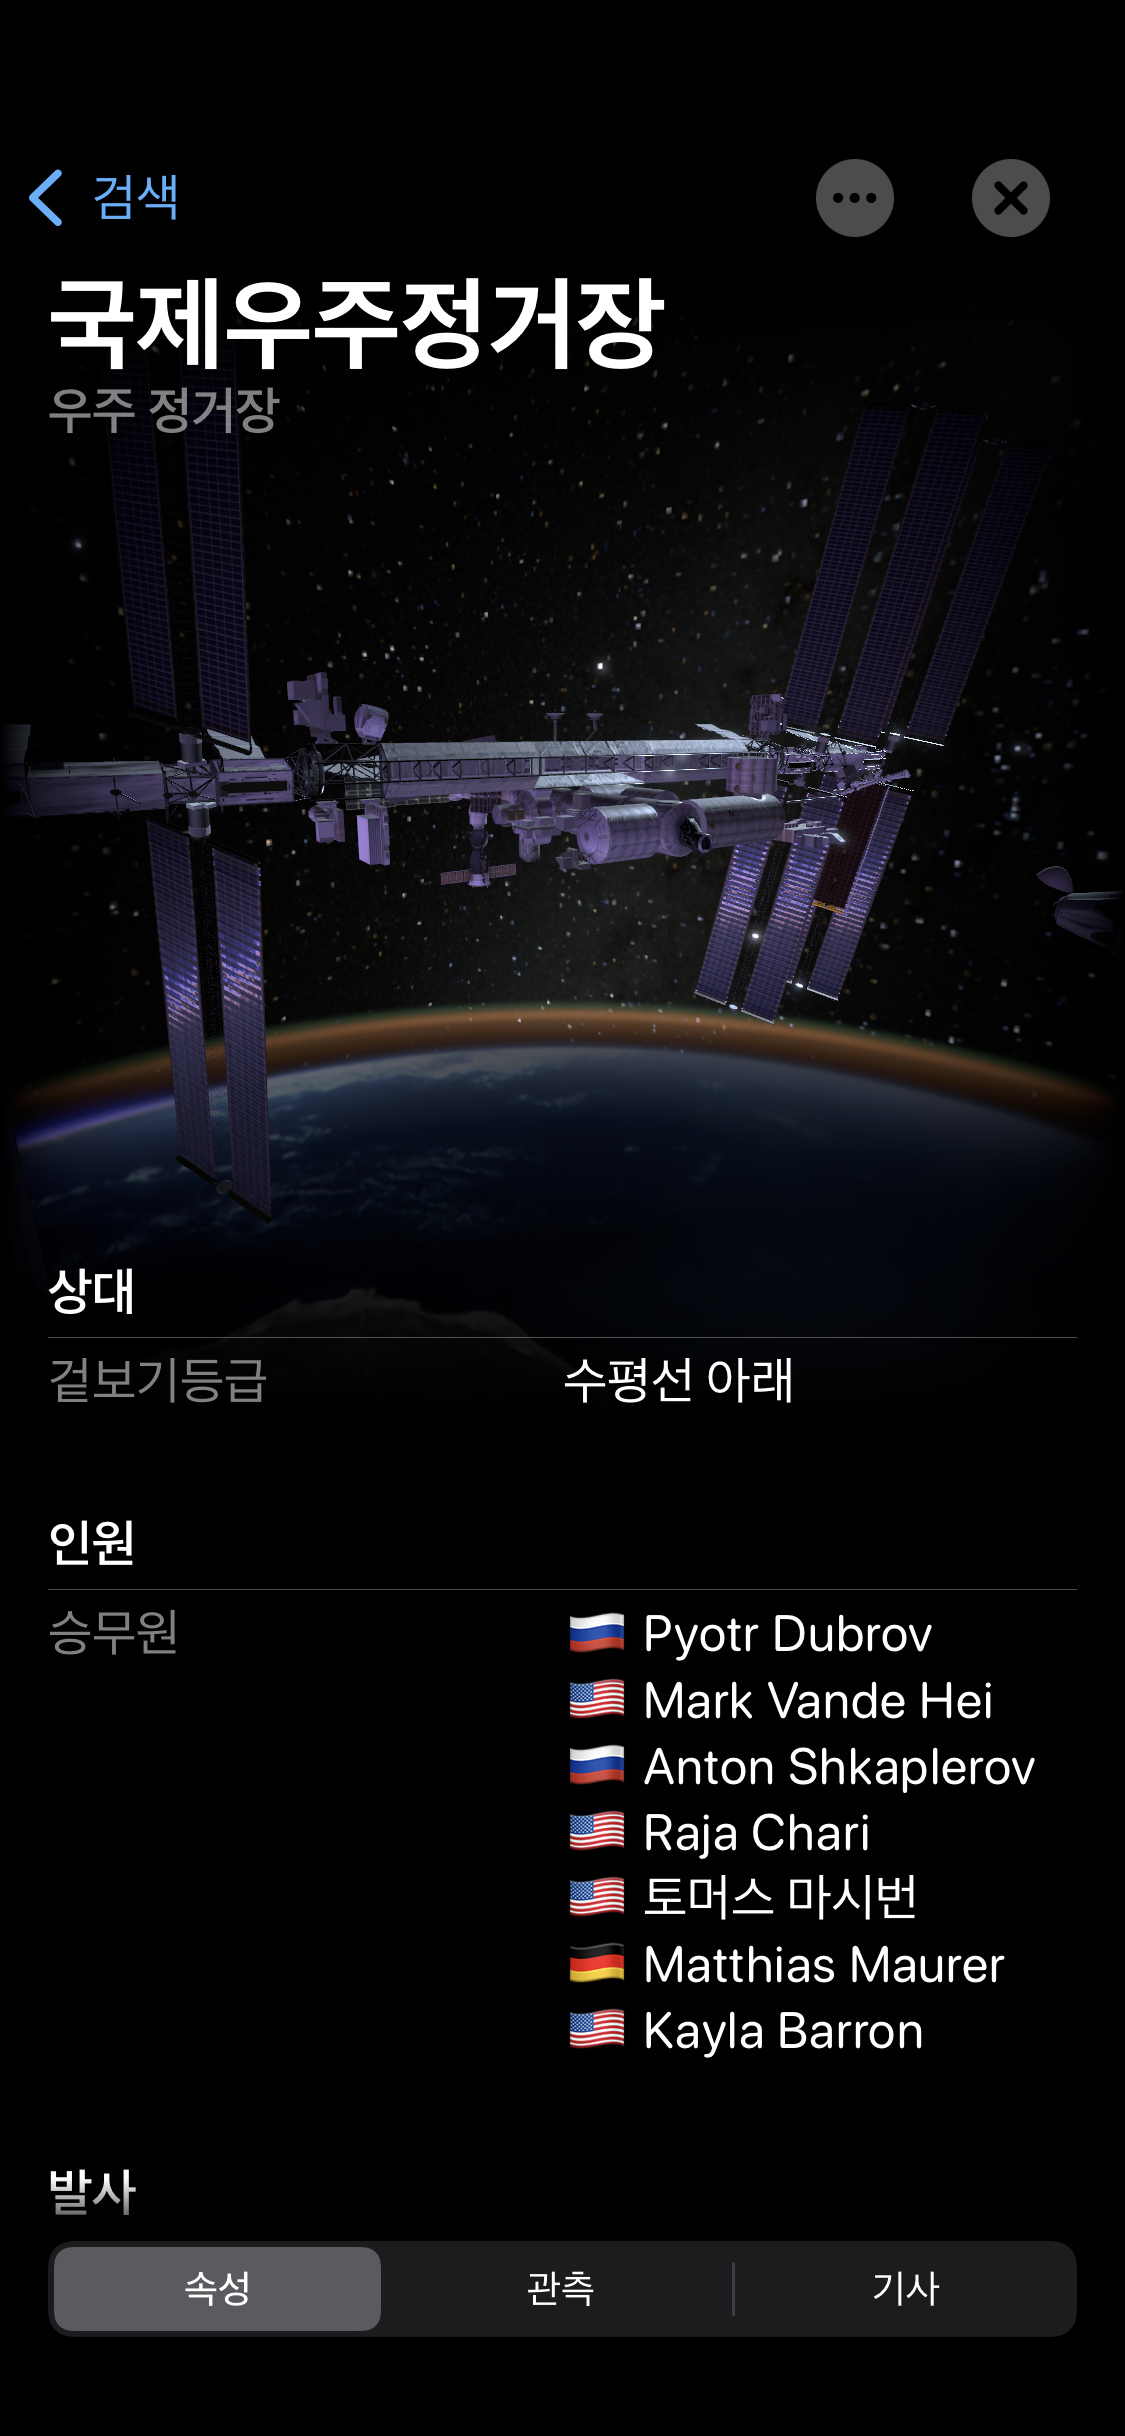 검색
국제우주정거장
우주 정거장
상대
겉보기등급 수평선 아래
인원
승무원 🇷🇺 Pyotr Dubrov
🇺🇸 Mark Vande Hei
🇷🇺 Anton Shkaplerov
🇺🇸 Raja Chari
🇺🇸 토머스 마시번
🇩🇪 Matthias Maurer
🇺🇸 Kayla Barron
발사
속성 관측 기사